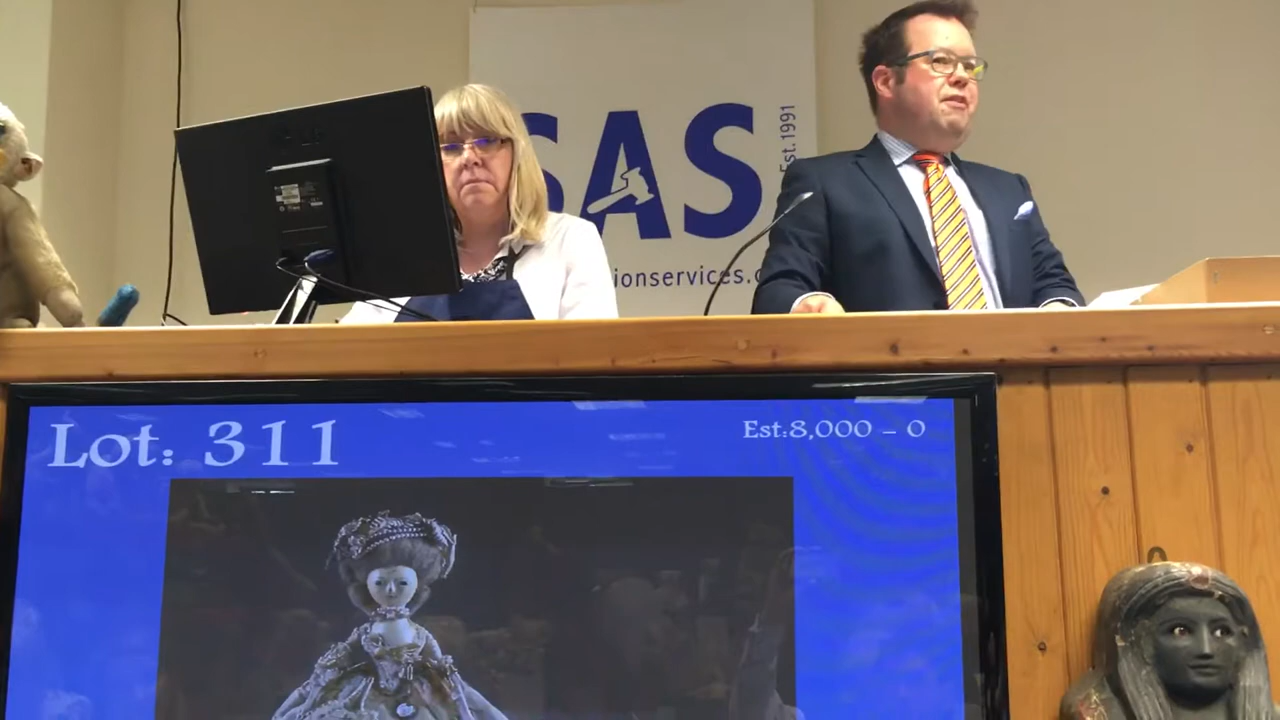 SAS
Est. 1991
ionservices.c
Lot: 311
Est:8,000 - 0